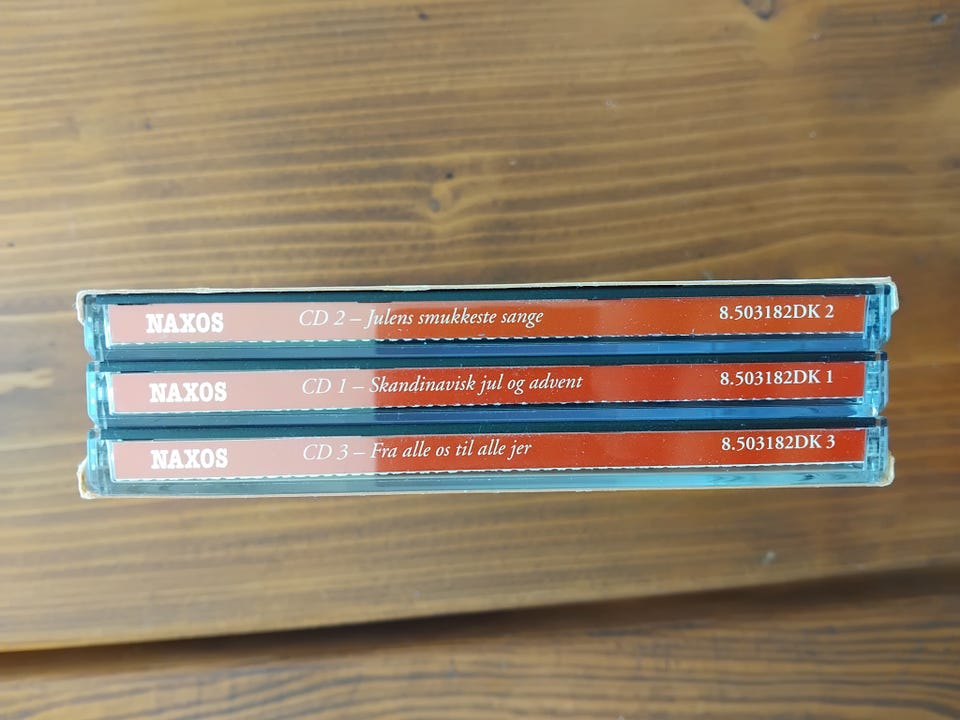 NAXOS CD 2 – Julens smukkeste sange 8.503182DK 2
NAXOS CD 1 – Skandinavisk jul og advent 8.503182DK 1
NAXOS CD 3 – Fra alle os til alle jer 8.503182DK 3